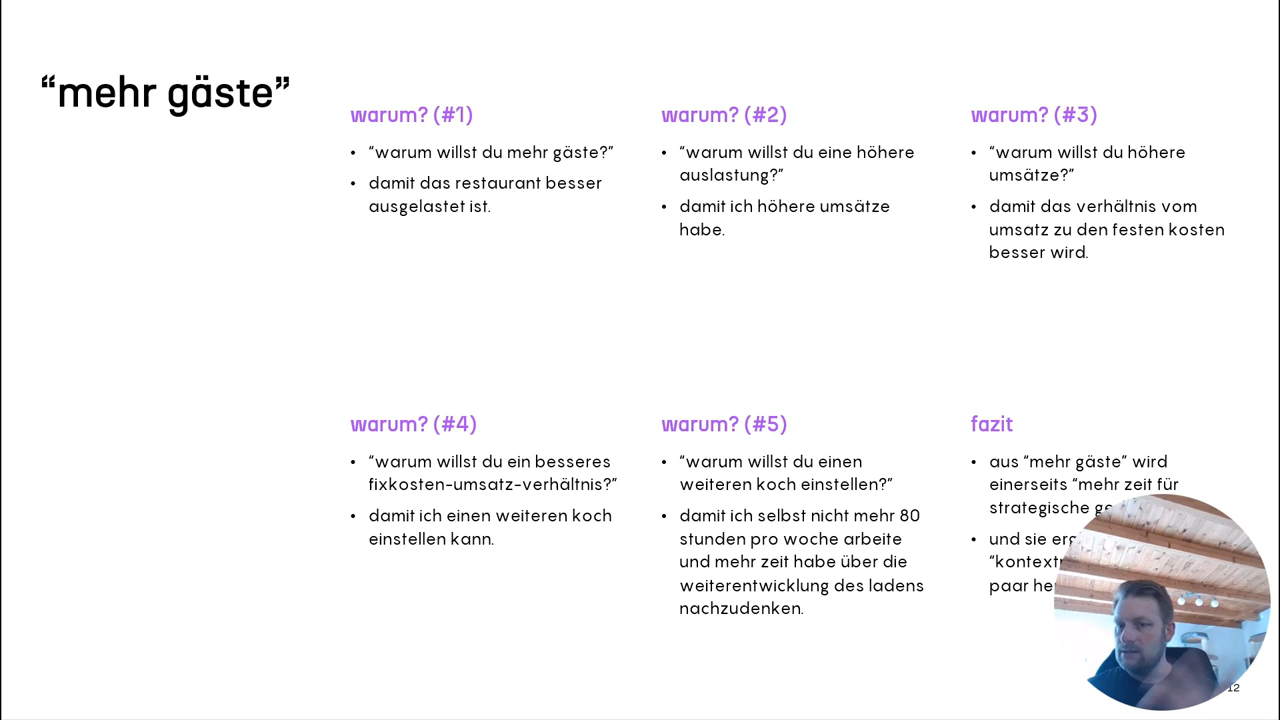 “mehr gäste”
warum? (#1)
• “warum willst du mehr gäste?”
• damit das restaurant besser
ausgelastet ist.
warum? (#2)
• “warum willst du eine höhere
auslastung?”
• damit ich höhere umsätze
habe.
warum? (#3)
• “warum willst du höhere
umsätze?”
• damit das verhältnis vom
umsatz zu den festen kosten
besser wird.
warum? (#4)
• “warum willst du ein besseres
fixkosten-umsatz-verhältnis?”
• damit ich einen weiteren koch
einstellen kann.
warum? (#5)
• “warum willst du einen
weiteren koch einstellen?”
• damit ich selbst nicht mehr 80
stunden pro woche arbeite
und mehr zeit habe über die
weiterentwicklung des ladens
nachzudenken.
fazit
• aus “mehr gäste” wird
einerseits “mehr zeit für
strategische
• und sie
paar
12